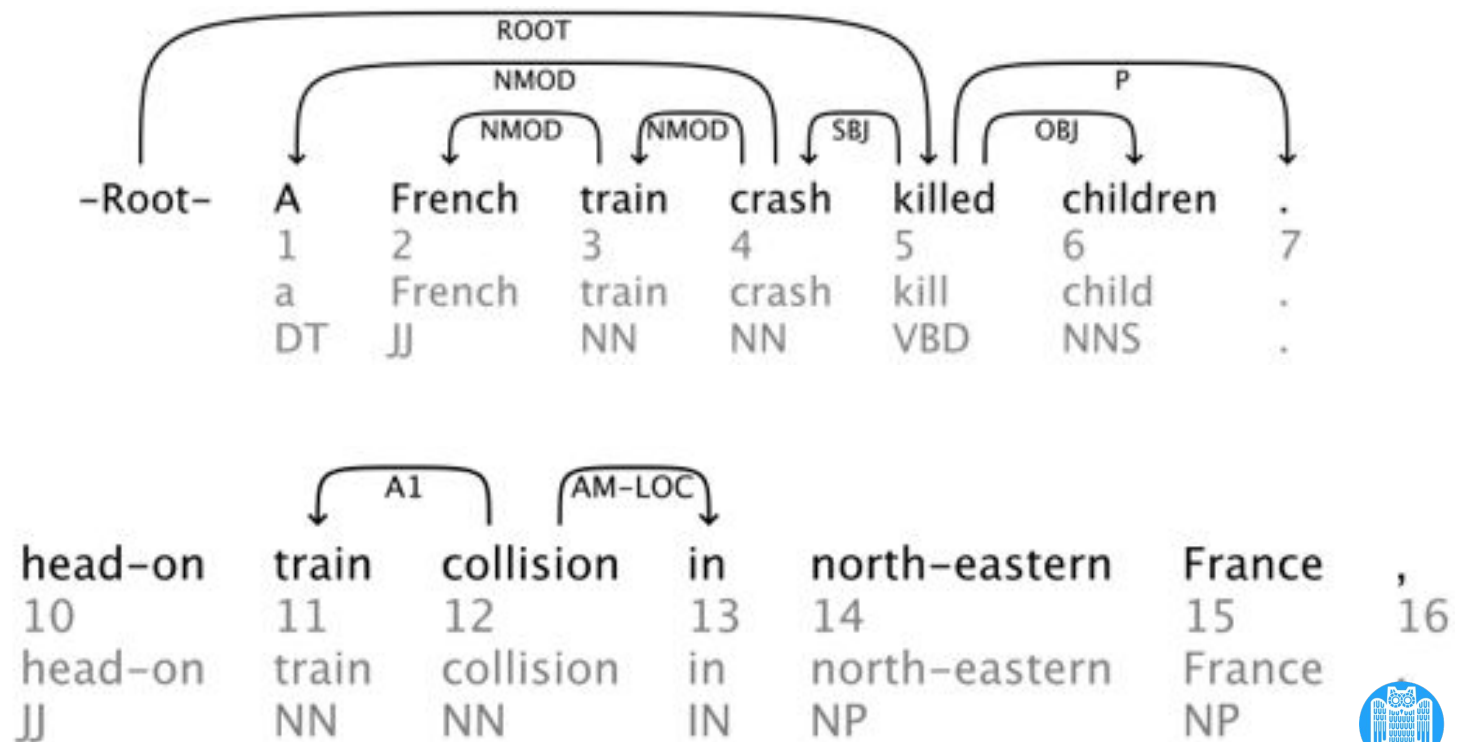 ROOT
NMOD P
NMOD NMOD SBJ OBJ
-Root- A French train crash killed children .
1 2 3 4 5 6 7
a French train crash kill child .
DT JJ NN NN VBD NNS .
A1 AM-LOC
head-on train collision in north-eastern France ,
10 11 12 13 14 15 16
head-on train collision in north-eastern France
JJ NN NN IN NP NP